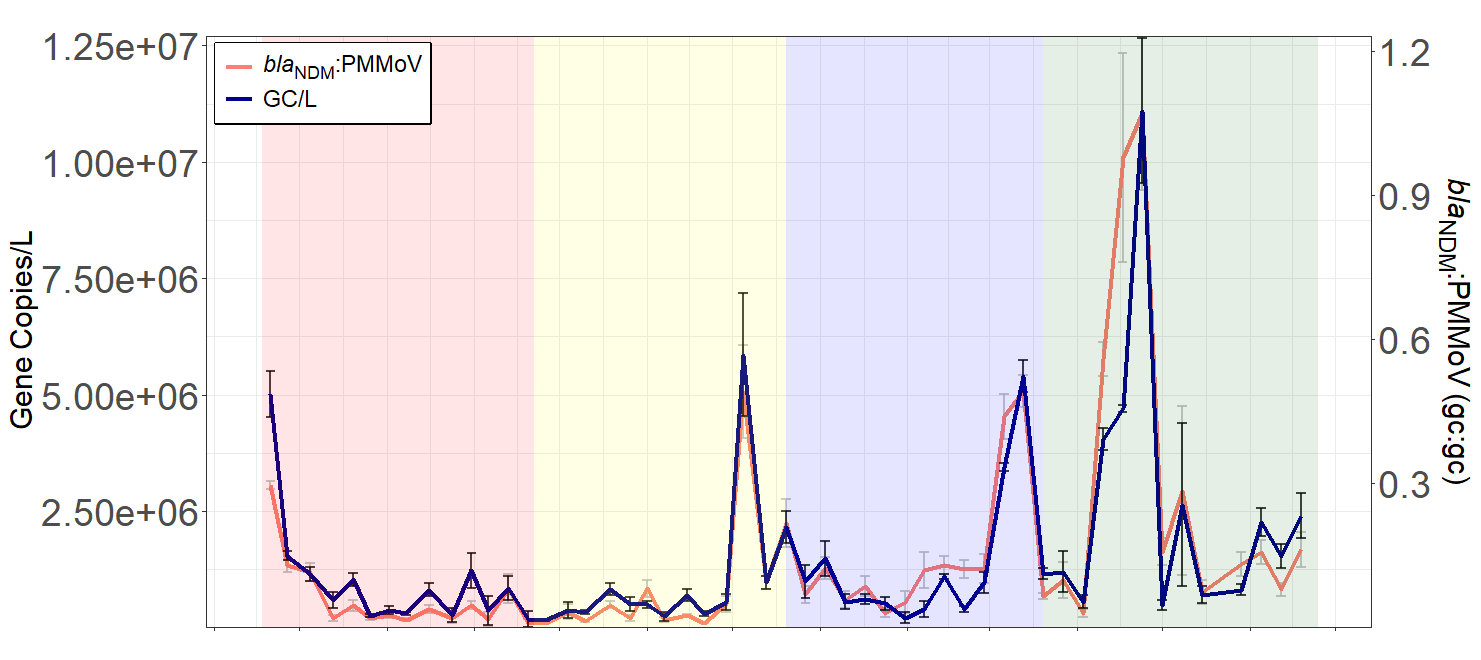 1.25e+07
1.00e+07
7.50e+06
5.00e+06
2.50e+06
Gene Copies/L
blaNDM:PMMoV
GC/L
1.2
0.9
0.6
0.3
blaNDM:PMMoV (gc:gc)